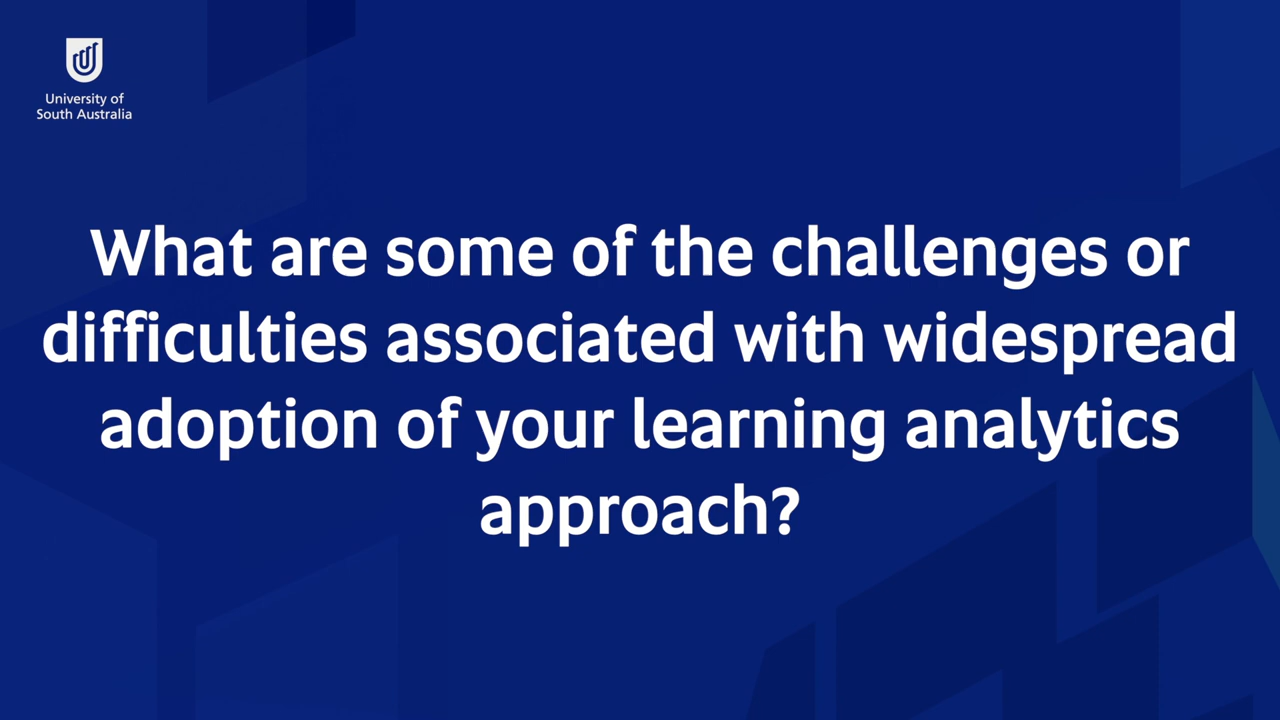 University of
South Australia
What are some of the challenges or
difficulties associated with widespread
adoption of your learning analytics
approach?